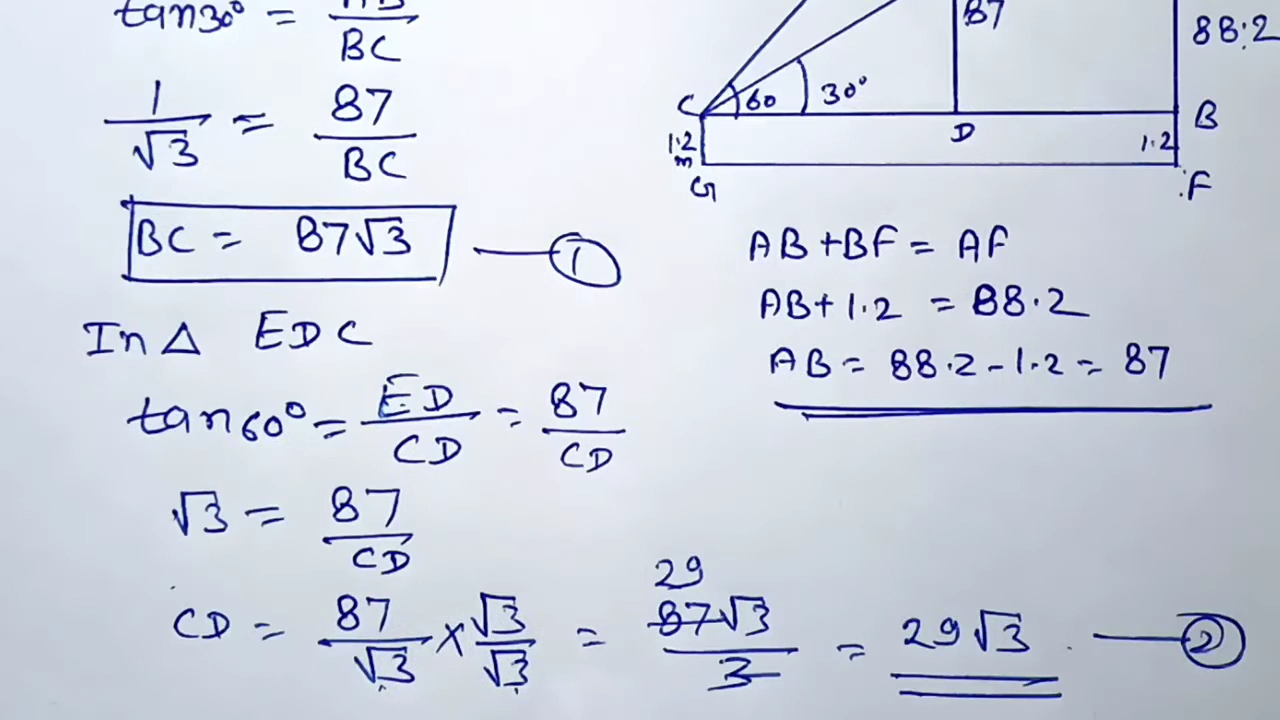 tan30° = AB/BC
1/√3 = 87/BC
BC = 87√3 — ①
In △ EDC
tan60° = ED/CD = 87/CD
√3 = 87/CD
CD = 87/√3 × √3/√3 = 29 87√3/3 = 29√3 — ②
87
88.2
C 60 30°
D
B
1.2 m
1.2
G
F
AB + BF = AF
AB + 1.2 = 88.2
AB = 88.2 - 1.2 = 87